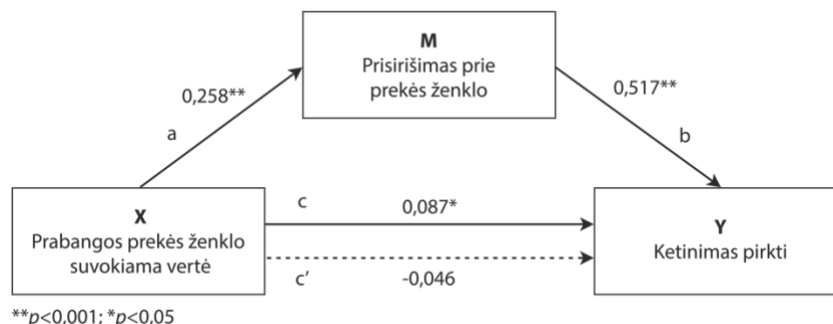 M
Prisirišimas prie
prekės ženklo
0,258**
0,517**
a
b
X
Prabangos prekės ženklo
suvokiama vertė
c
0,087*
c’
-0,046
Y
Ketinimas pirkti
**p<0,001; *p<0,05